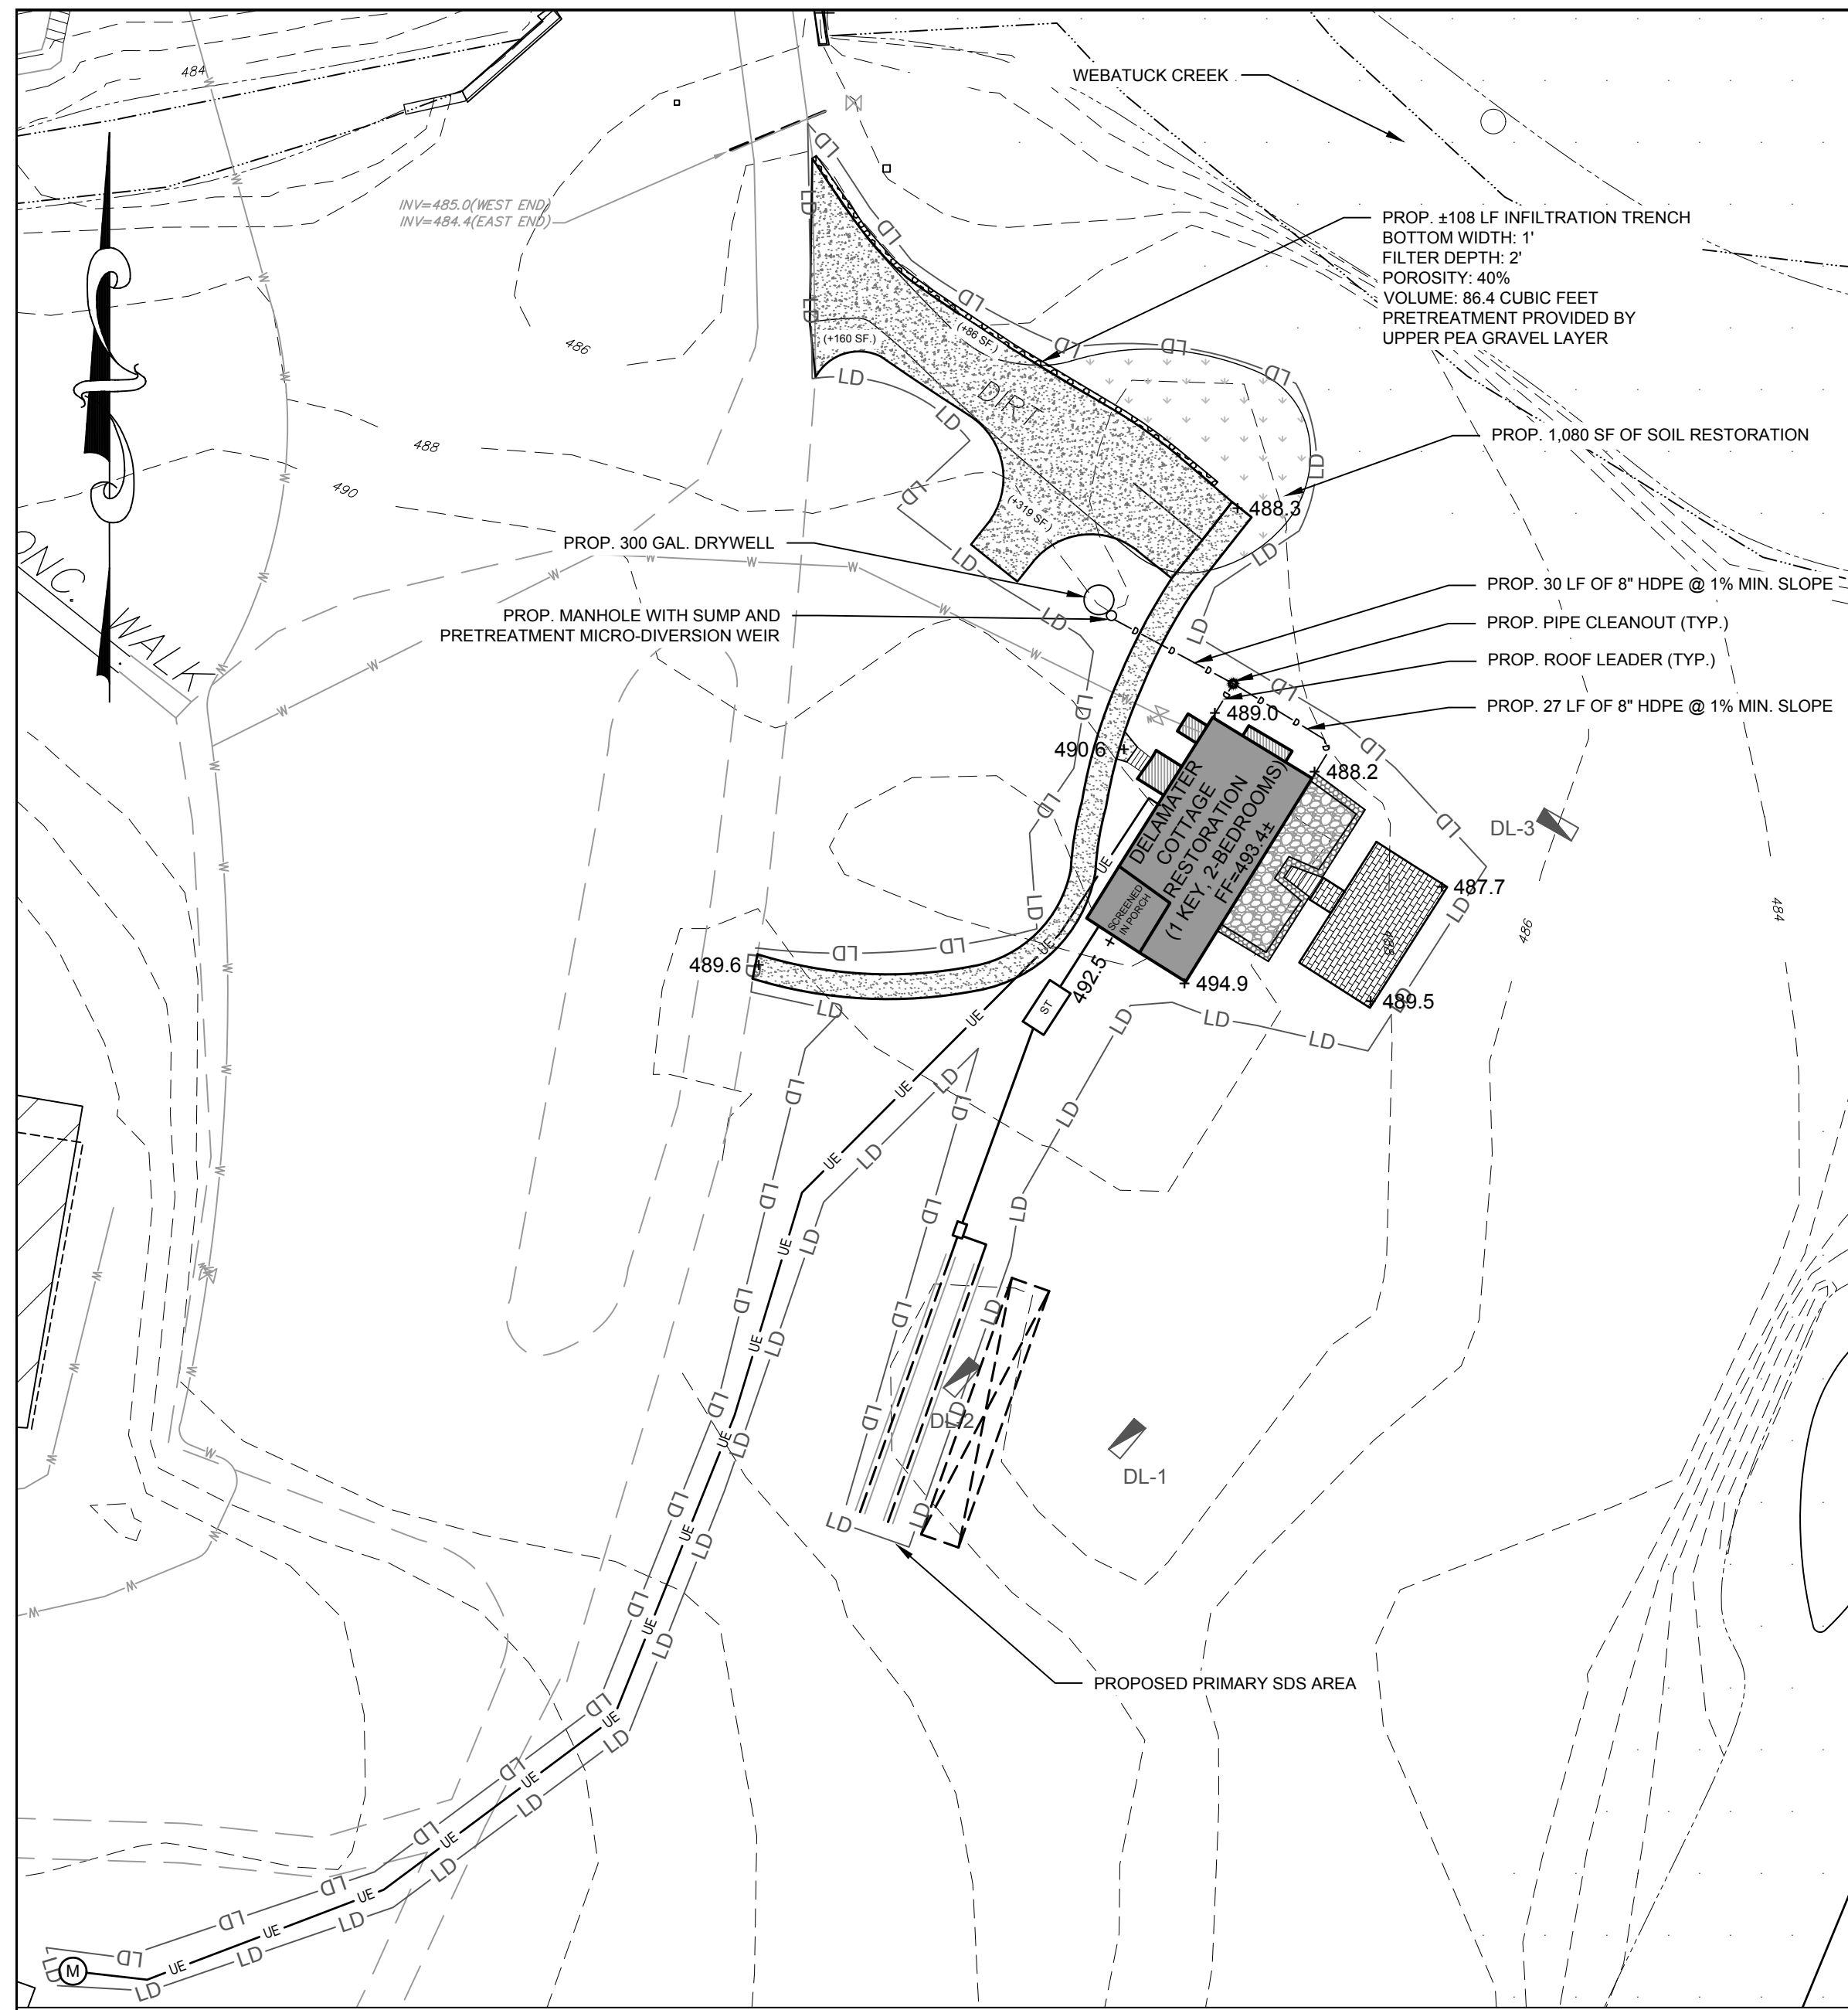 484
WEBATUCK CREEK
INV=485.0(WEST END)
INV=484.4(EAST END)
PROP. ±108 LF INFILTRATION TRENCH
BOTTOM WIDTH: 1'
FILTER DEPTH: 2'
POROSITY: 40%
VOLUME: 86.4 CUBIC FEET
PRETREATMENT PROVIDED BY
UPPER PEA GRAVEL LAYER
(+86 SF.)
(+160 SF.)
486
DIRT
488
490
PROP. 1,080 SF OF SOIL RESTORATION
488.3
(+319 SF.)
PROP. 300 GAL. DRYWELL
PROP. MANHOLE WITH SUMP AND
PRETREATMENT MICRO-DIVERSION WEIR
ONC. WALK
PROP. 30 LF OF 8" HDPE @ 1% MIN. SLOPE
PROP. PIPE CLEANOUT (TYP.)
PROP. ROOF LEADER (TYP.)
PROP. 27 LF OF 8" HDPE @ 1% MIN. SLOPE
489.0
490.6
488.2
DELAMATER
COTTAGE
RESTORATION
(1 KEY, 2-BEDROOMS)
FF=493.4±
SCREENED
IN PORCH
DL-3
487.7
484
486
488
489.6
492.5
494.9
489.5
ST
UE
LD
W
D
DL-2
DL-1
PROPOSED PRIMARY SDS AREA
M